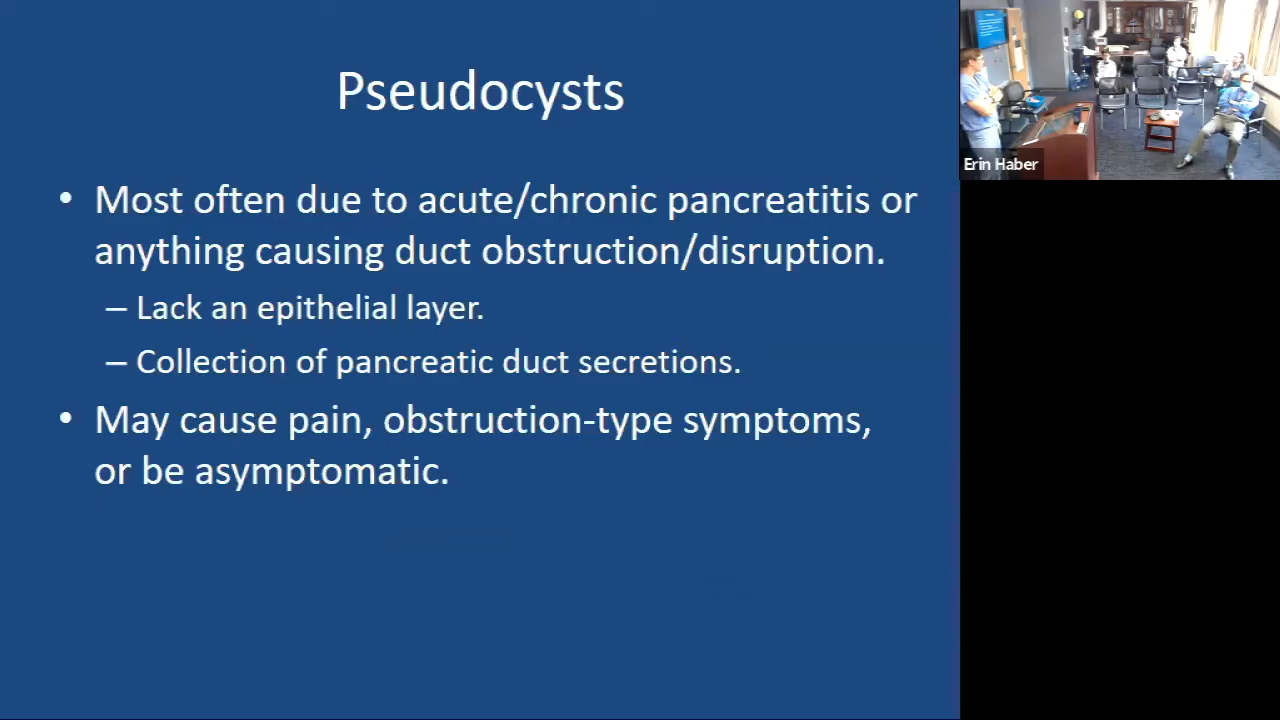 Pseudocysts
• Most often due to acute/chronic pancreatitis or
anything causing duct obstruction/disruption.
– Lack an epithelial layer.
– Collection of pancreatic duct secretions.
• May cause pain, obstruction-type symptoms,
or be asymptomatic.
Erin Haber